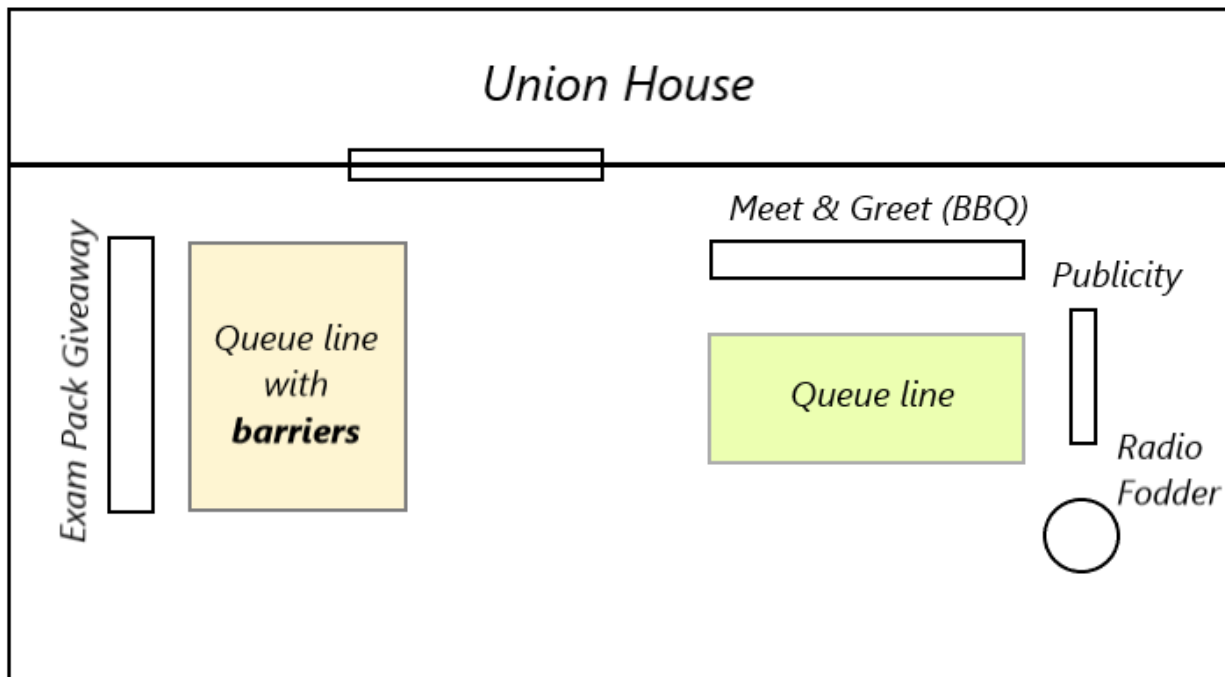 Union House
Meet & Greet (BBQ)
Publicity
Exam Pack Giveaway
Queue line
with
barriers
Queue line
Radio
Fodder